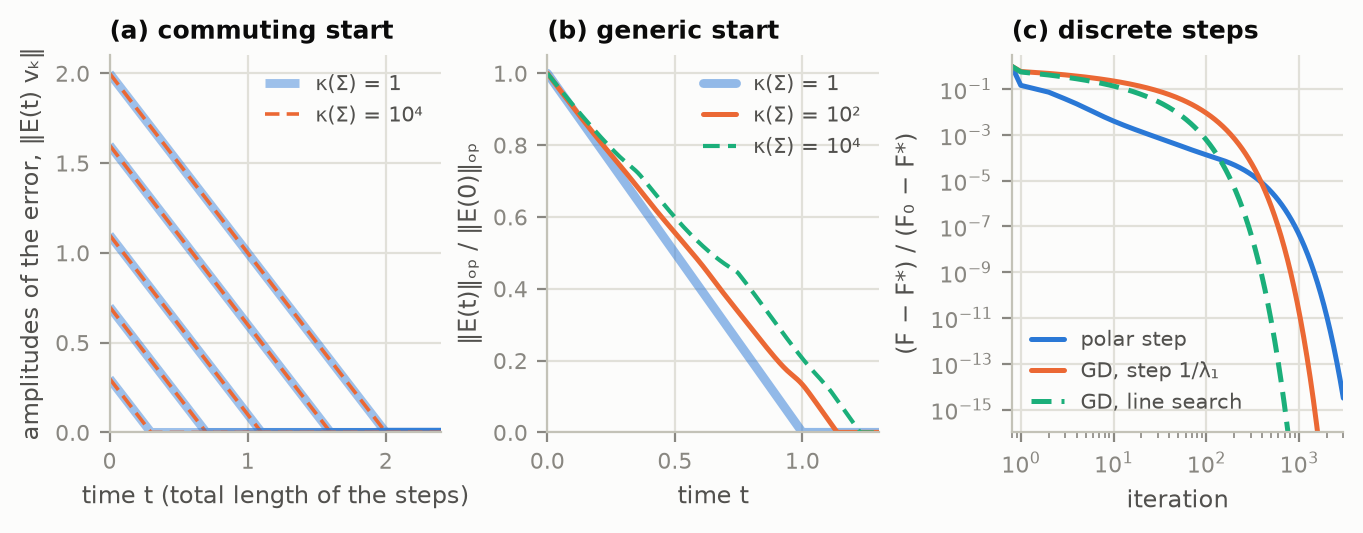 (a) commuting start
amplitudes of the error, ‖E(t) vₖ‖
2.0
1.5
1.0
0.5
0.0
0
1
2
time t (total length of the steps)
κ(Σ) = 1
κ(Σ) = 10⁴
(b) generic start
‖E(t)‖ₒₚ / ‖E(0)‖ₒₚ
1.0
0.8
0.6
0.4
0.2
0.0
0.0
0.5
1.0
time t
κ(Σ) = 1
κ(Σ) = 10²
κ(Σ) = 10⁴
(c) discrete steps
(F − F*) / (F₀ − F*)
10⁻¹
10⁻³
10⁻⁵
10⁻⁷
10⁻⁹
10⁻¹¹
10⁻¹³
10⁻¹⁵
10⁰
10¹
10²
10³
iteration
polar step
GD, step 1/λ₁
GD, line search